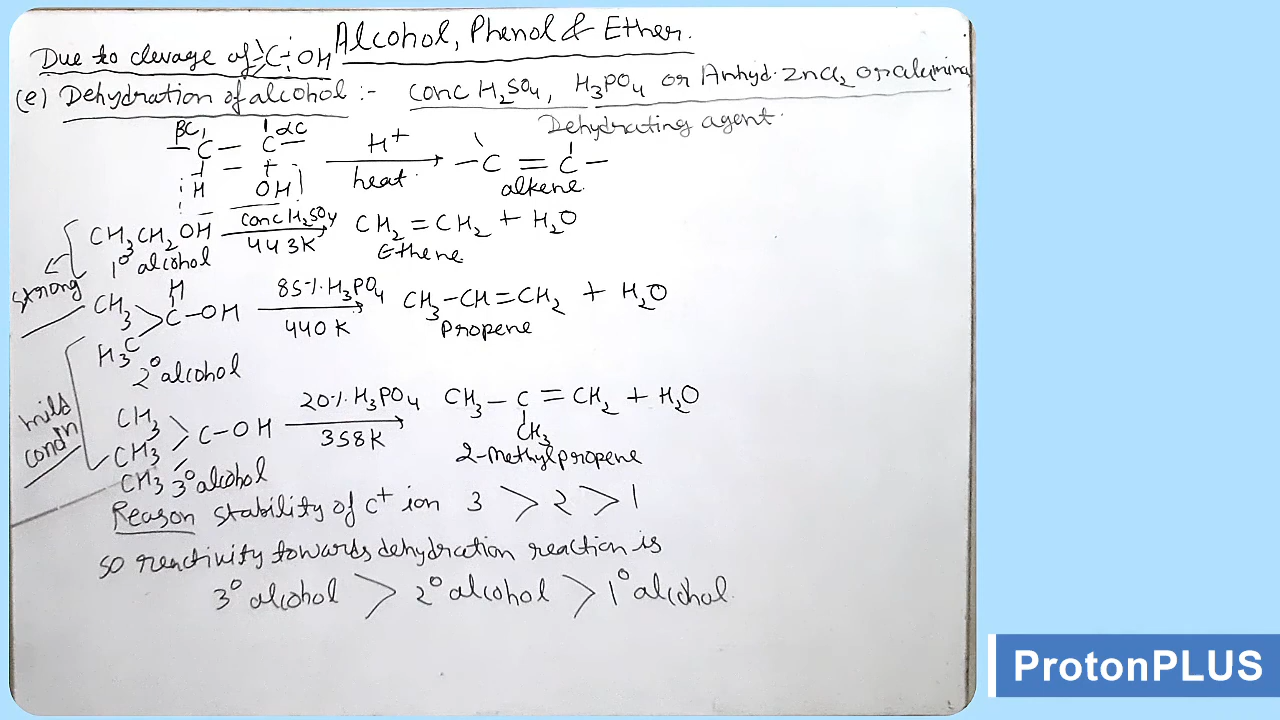 Alcohol, Phenol & Ether.
Due to clevage of -C-OH
(e) Dehydration of alcohol :- conc H₂SO₄, H₃PO₄ or Anhyd. ZnCl₂ or alumina
Dehydrating agent.
βC αC
— C — C — H⁺ heat. — C = C —
H OH alkene
CH₃CH₂OH conc H₂SO₄ 443K CH₂=CH₂ + H₂O
1° alcohol Ethene
strong
CH₃ H₃C H C-OH 85% H₃PO₄ 440 K CH₃-CH=CH₂ + H₂O
2° alcohol Propene
mild condn
CH₃ CH₃ CH₃ C-OH 20% H₃PO₄ 358K CH₃-C=CH₂ + H₂O
CH₃
3° alcohol 2-methylpropene
Reason stability of C⁺ ion 3 > 2 > 1
so reactivity towards dehydration reaction is
3° alcohol > 2° alcohol > 1° alcohol.
ProtonPLUS